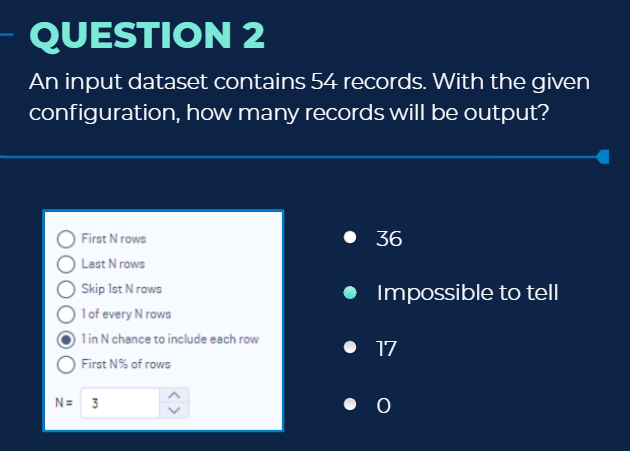 QUESTION 2
An input dataset contains 54 records. With the given
configuration, how many records will be output?
First N rows
Last N rows
Skip 1st N rows
1 of every N rows
1 in N chance to include each row
First N% of rows
N = 3
36
Impossible to tell
17
0